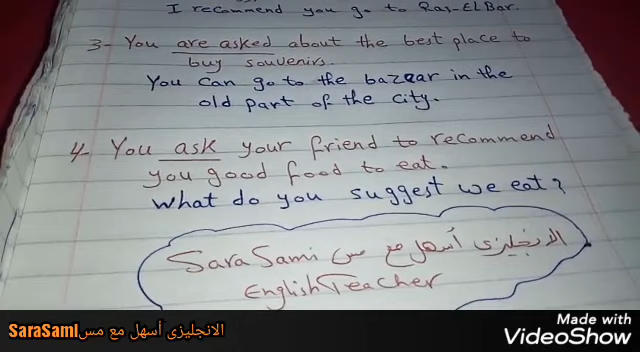 I recommend you go to Ras-El Bar.
3- You are asked about the best place to
buy souvenirs.
You can go to the bazaar in the
old part of the city.
4- You ask your friend to recommend
you good food to eat.
What do you suggest we eat?
الانجليزى أسهل مع مس Sara Sami
English Teacher
الانجليزى أسهل مع مس SaraSamI
Made with
VideoShow